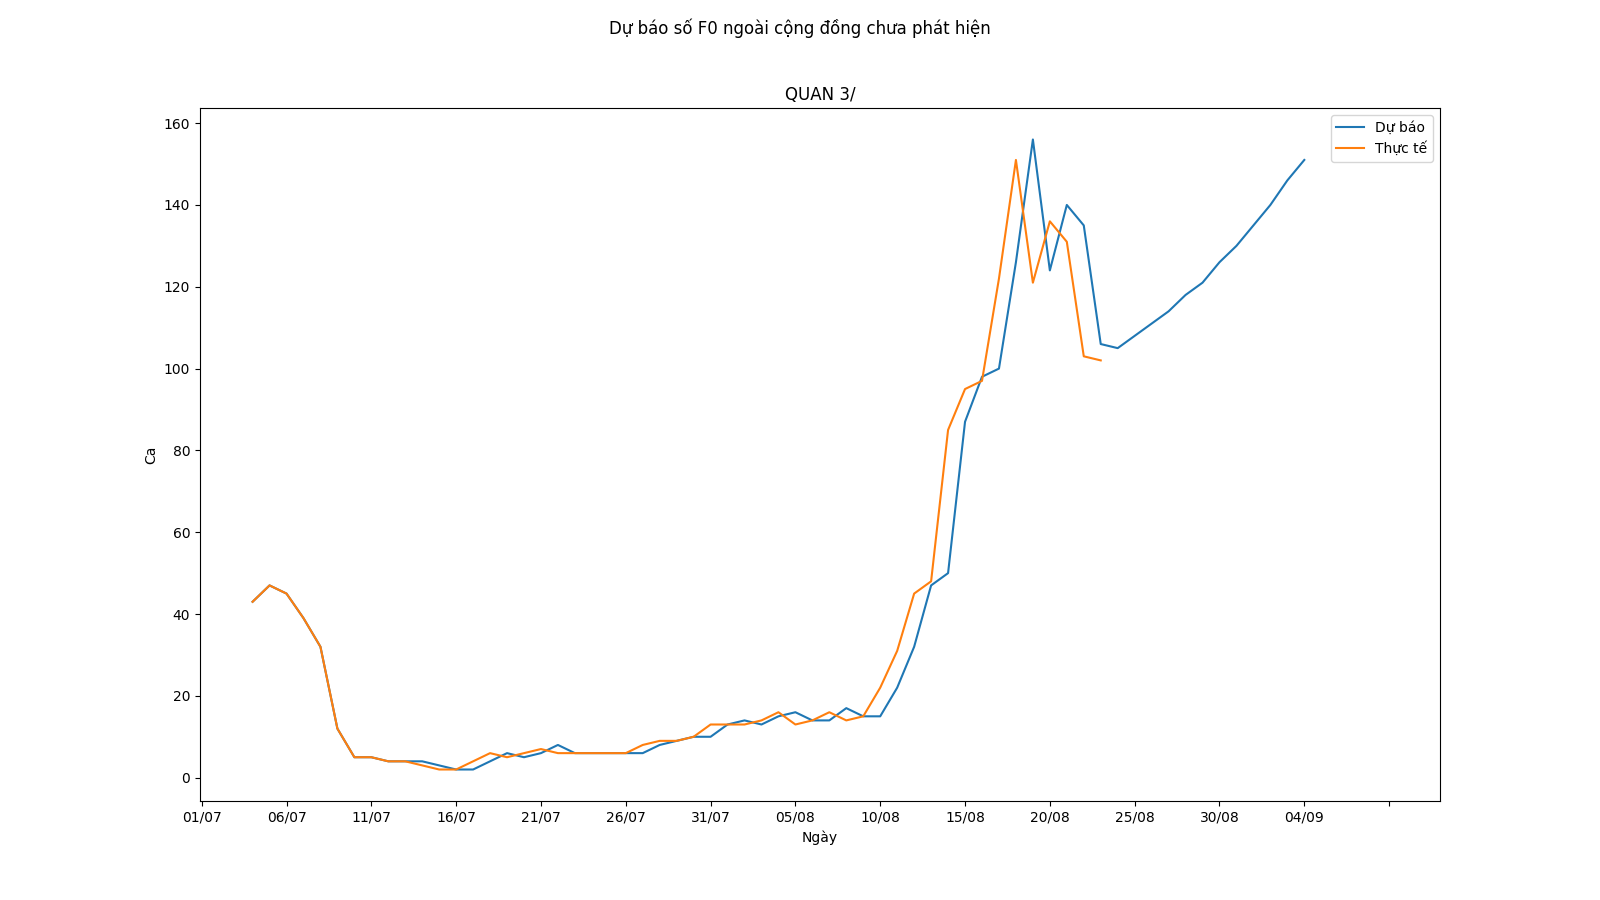 Dự báo số F0 ngoài cộng đồng chưa phát hiện
QUAN 3/
Dự báo
Thực tế
160
140
120
100
80
60
40
20
0
Ca
01/07 06/07 11/07 16/07 21/07 26/07 31/07 05/08 10/08 15/08 20/08 25/08 30/08 04/09
Ngày